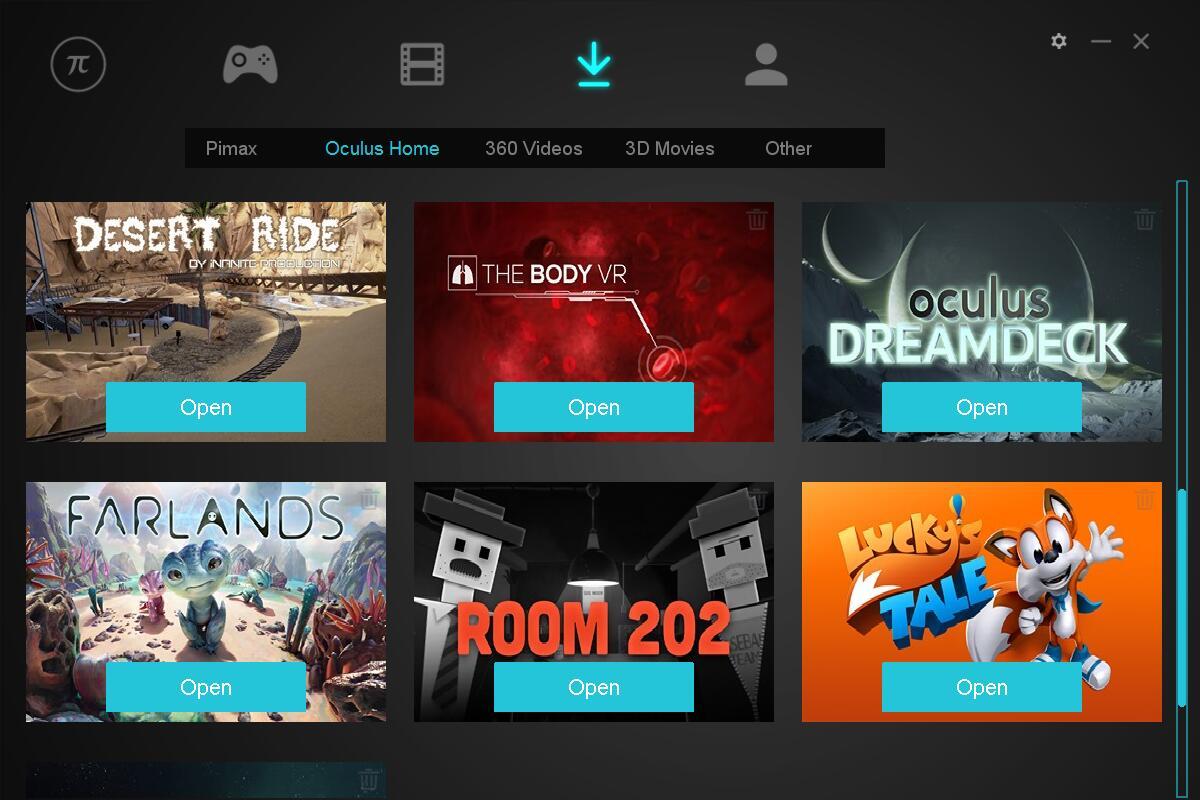 π
Pimax
Oculus Home
360 Videos
3D Movies
Other
DESERT RIDE
BY INFINITE PRODUCTION
Open
THE BODY VR
Open
oculus
DREAMDECK
Open
FARLANDS
Open
ROOM 202
Open
LUCKY'S
TALE
Open